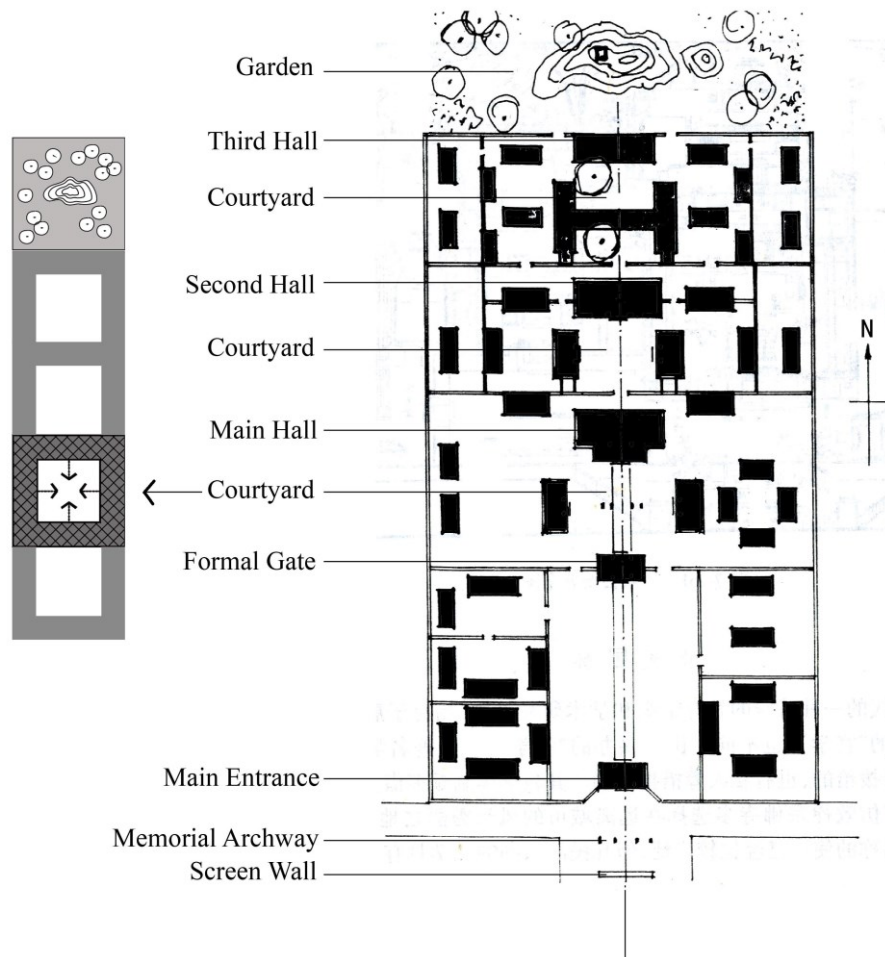 Garden
Third Hall
Courtyard
Second Hall
Courtyard
N
Main Hall
Courtyard
Formal Gate
Main Entrance
Memorial Archway
Screen Wall